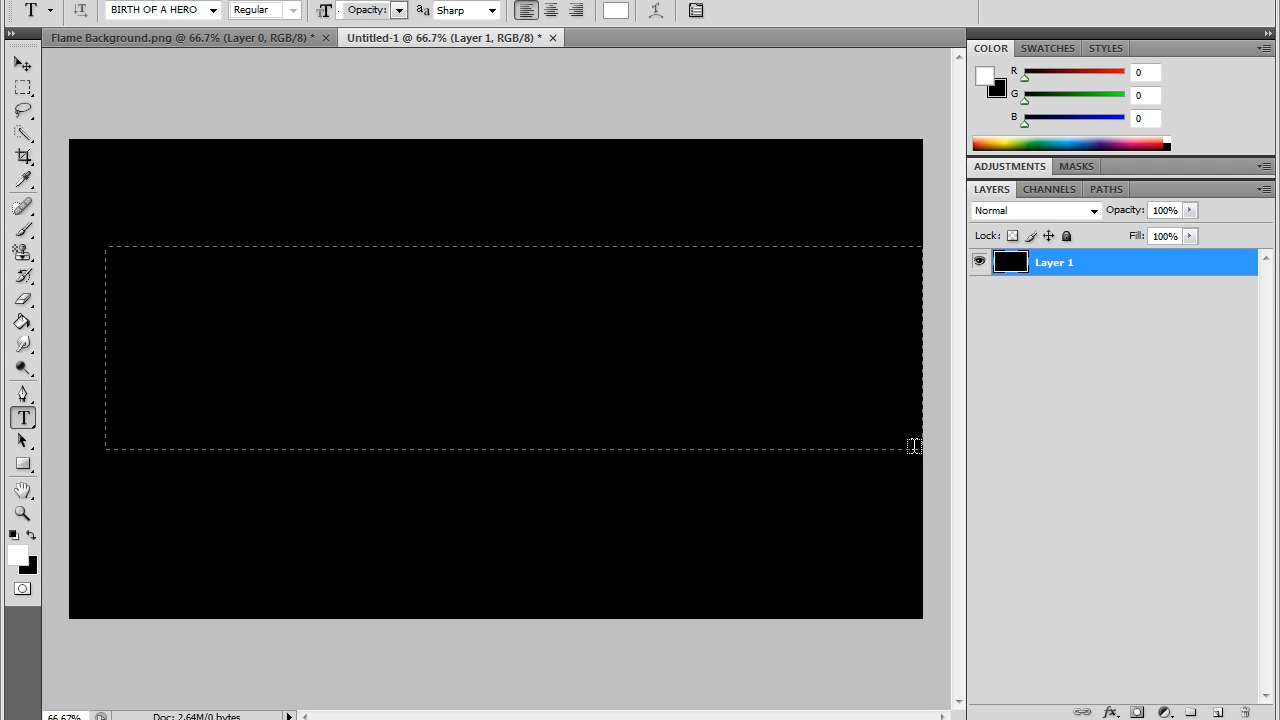 T BIRTH OF A HERO Regular Opacity: aa Sharp
Flame Background.png @ 66.7% (Layer 0, RGB/8) * × Untitled-1 @ 66.7% (Layer 1, RGB/8) * ×
COLOR SWATCHES STYLES
R 0
G 0
B 0
ADJUSTMENTS MASKS
LAYERS CHANNELS PATHS
Normal Opacity: 100%
Lock: Fill: 100%
Layer 1
T
66.67% Doc: 2.64M/0 bytes fx